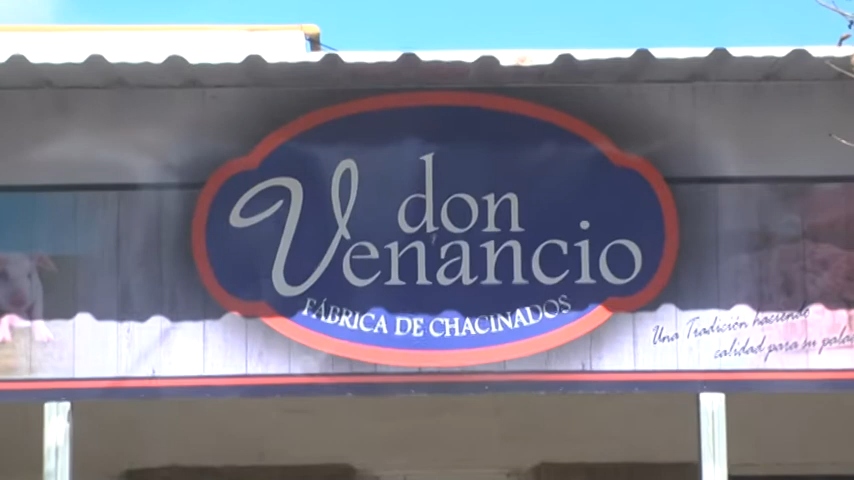 don
Venancio
FÁBRICA DE CHACINADOS
Una Tradición haciendo
calidad para su